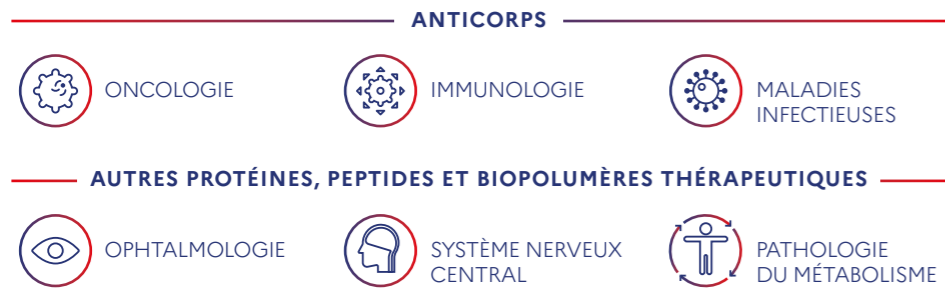 ANTICORPS
ONCOLOGIE
IMMUNOLOGIE
MALADIES
INFECTIEUSES
AUTRES PROTÉINES, PEPTIDES ET BIOPOLUMÈRES THÉRAPEUTIQUES
OPHTALMOLOGIE
SYSTÈME NERVEUX
CENTRAL
PATHOLOGIE
DU MÉTABOLISME